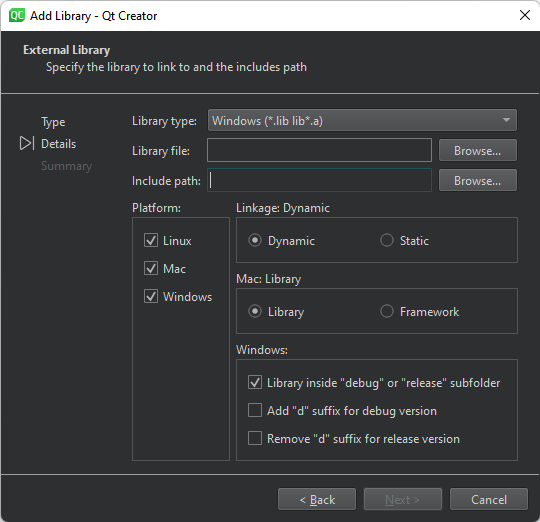 QC Add Library - Qt Creator
External Library
Specify the library to link to and the includes path
Type
Details
Summary
Library type: Windows (*.lib lib*.a)
Library file: Browse...
Include path: Browse...
Platform:
Linux
Mac
Windows
Linkage: Dynamic
Dynamic Static
Mac: Library
Library Framework
Windows:
Library inside "debug" or "release" subfolder
Add "d" suffix for debug version
Remove "d" suffix for release version
< Back Next > Cancel